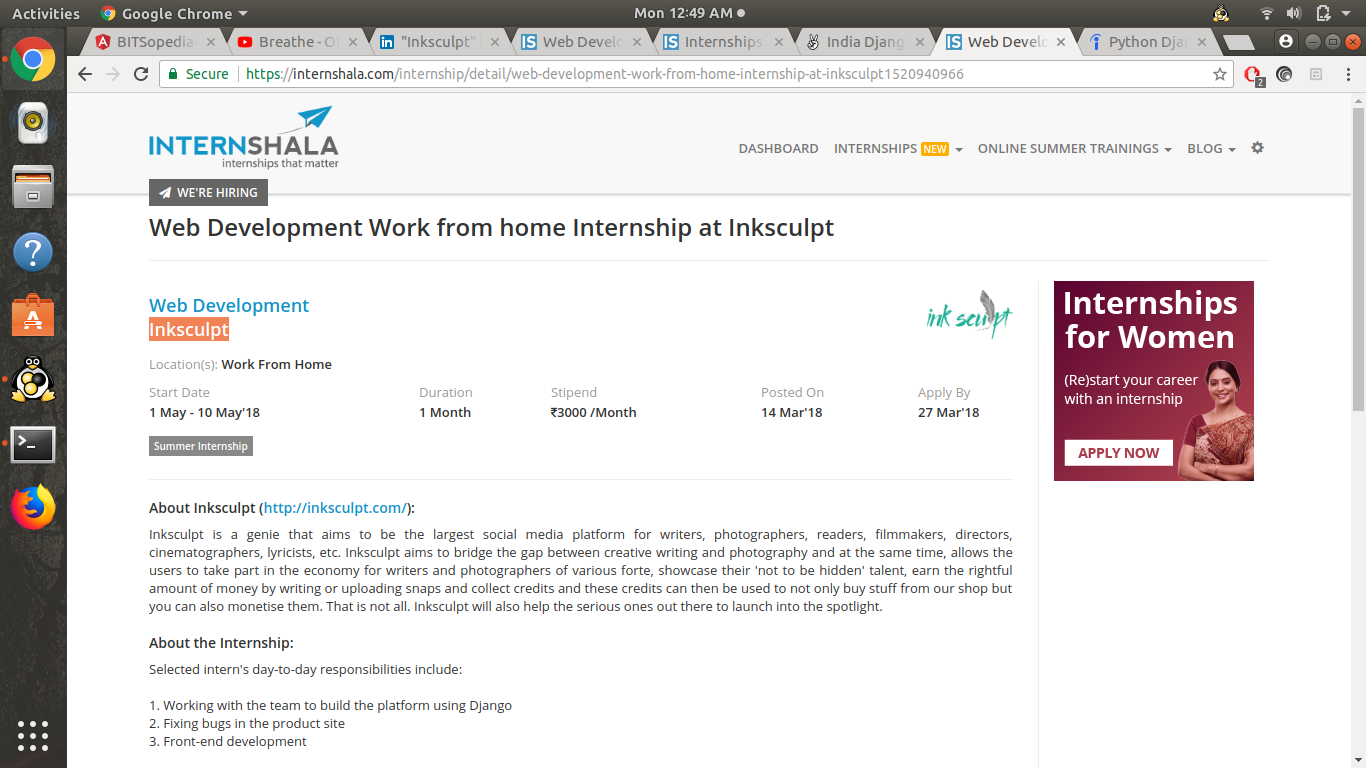 Activities
Google Chrome
Mon 12:49 AM
BITSopedia
Breathe - O
"Inksculpt"
Web Develo
Internships
India Djang
Web Develo
Python Djan
Secure
https://internshala.com/internship/detail/web-development-work-from-home-internship-at-inksculpt1520940966
2
INTERNSHALA
internships that matter
DASHBOARD
INTERNSHIPS NEW
ONLINE SUMMER TRAININGS
BLOG
WE'RE HIRING
Web Development Work from home Internship at Inksculpt
Web Development
Inksculpt
ink sculpt
Location(s): Work From Home
Start Date Duration Stipend Posted On Apply By
1 May - 10 May'18 1 Month ₹3000 /Month 14 Mar'18 27 Mar'18
Summer Internship
About Inksculpt (http://inksculpt.com/):
Inksculpt is a genie that aims to be the largest social media platform for writers, photographers, readers, filmmakers, directors,
cinematographers, lyricists, etc. Inksculpt aims to bridge the gap between creative writing and photography and at the same time, allows the
users to take part in the economy for writers and photographers of various forte, showcase their 'not to be hidden' talent, earn the rightful
amount of money by writing or uploading snaps and collect credits and these credits can then be used to not only buy stuff from our shop but
you can also monetise them. That is not all. Inksculpt will also help the serious ones out there to launch into the spotlight.
About the Internship:
Selected intern's day-to-day responsibilities include:
1. Working with the team to build the platform using Django
2. Fixing bugs in the product site
3. Front-end development
Internships
for Women
(Re)start your career
with an internship
APPLY NOW